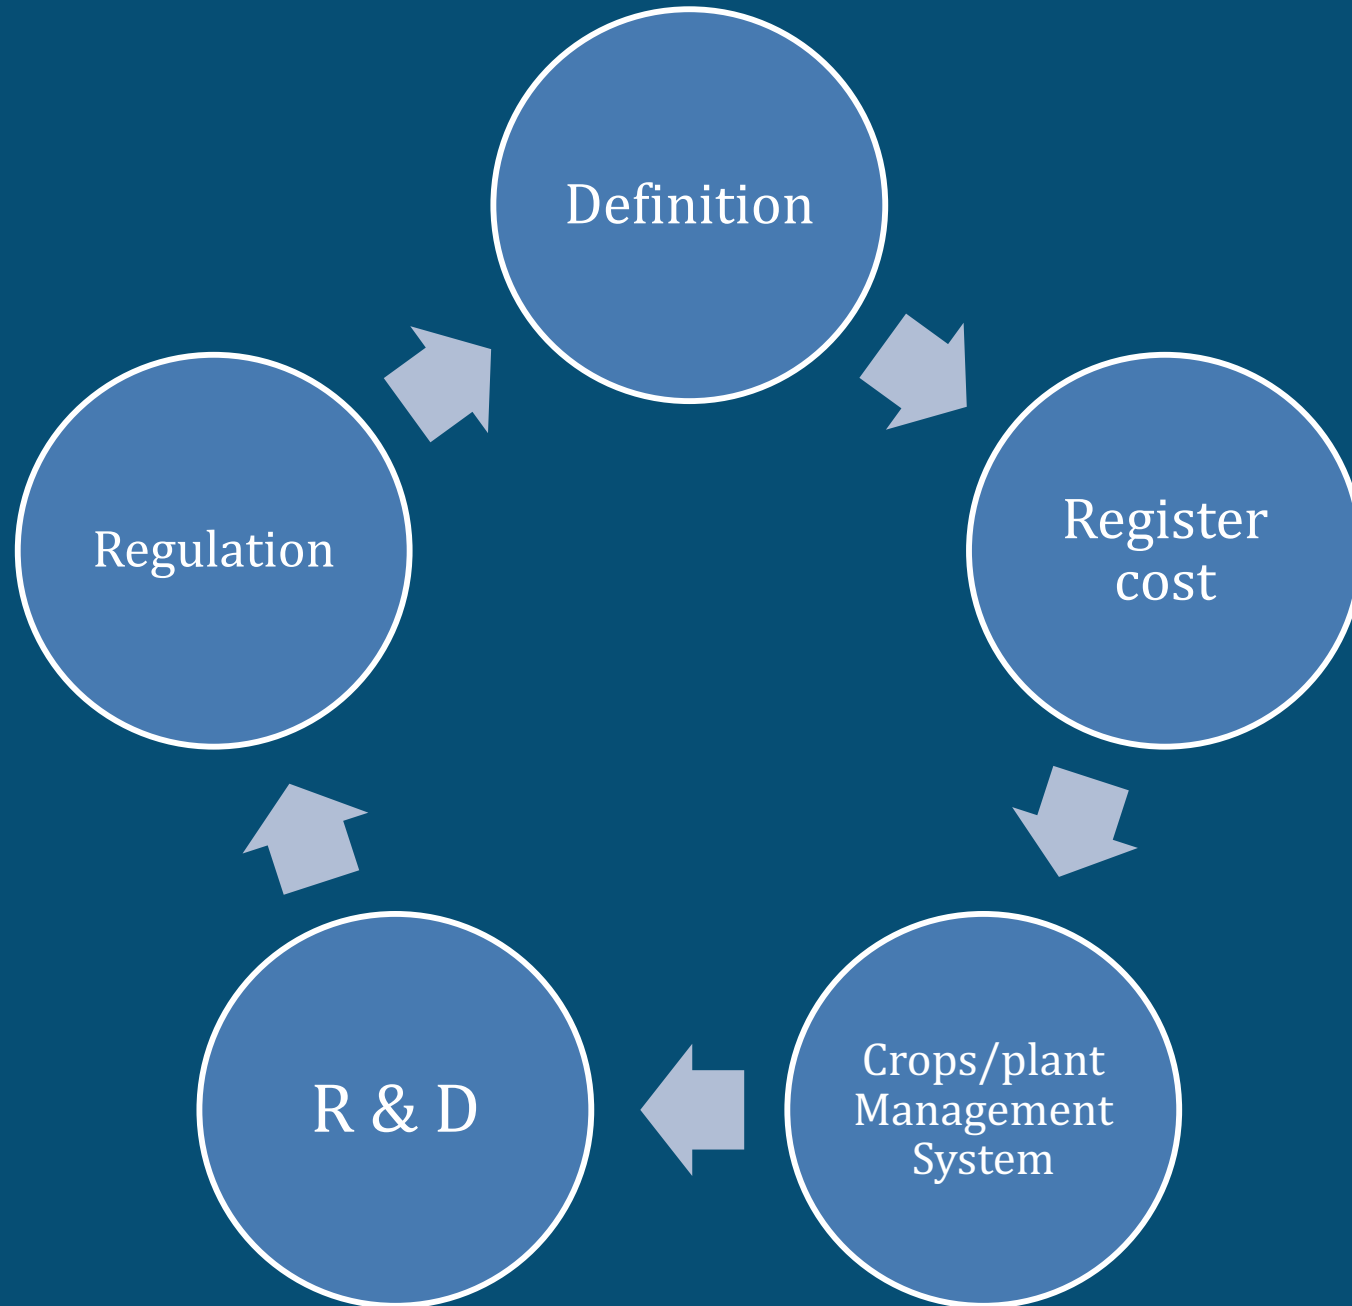 Definition
Register
cost
Crops/plant
Management
System
R & D
Regulation